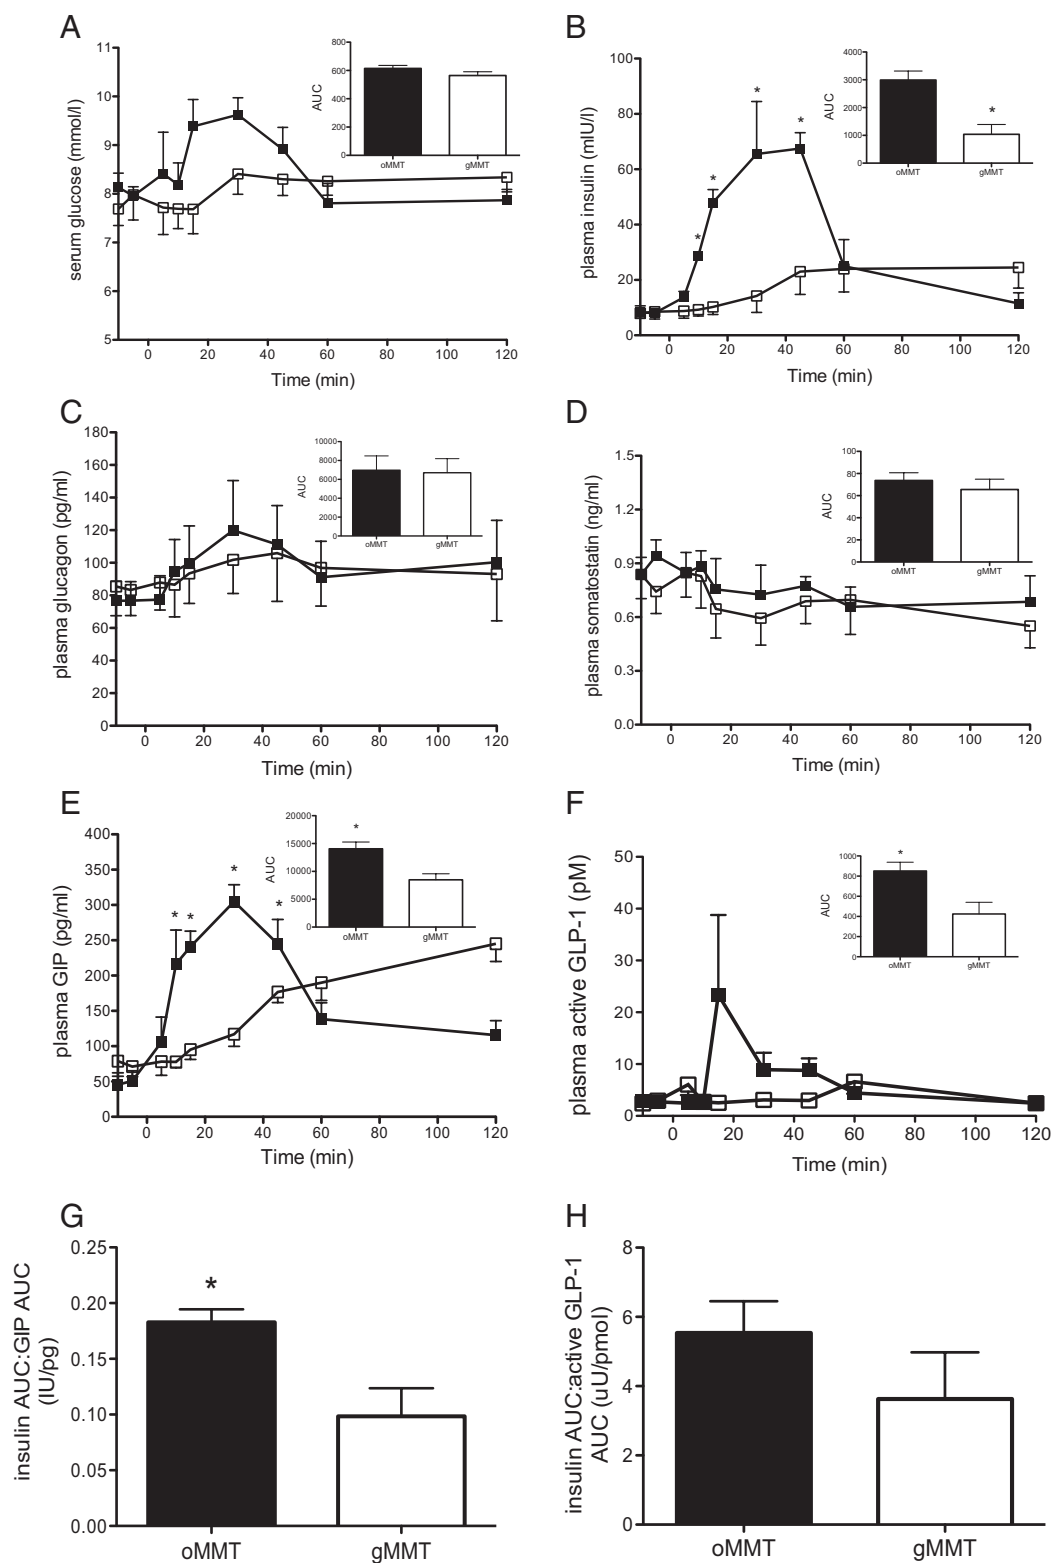 A
serum glucose (mmol/l)
11
10
9
8
7
6
5
0 20 40 60 80 100 120
Time (min)
AUC
800
600
400
200
0
oMMT gMMT
B
plasma insulin (mIU/l)
100
80
60
40
20
0
* * * *
0 20 40 60 80 100 120
Time (min)
AUC
4000
3000
2000
1000
0
*
oMMT gMMT
C
plasma glucagon (pg/ml)
180
160
140
120
100
80
60
40
20
0
0 20 40 60 80 100 120
Time (min)
AUC
10000
8000
6000
4000
2000
0
oMMT gMMT
D
plasma somatostatin (ng/ml)
1.5
1.2
0.9
0.6
0.3
0.0
0 20 40 60 80 100 120
Time (min)
AUC
100
80
60
40
20
0
oMMT gMMT
E
plasma GIP (pg/ml)
400
350
300
250
200
150
100
50
0
* * * *
0 20 40 60 80 100 120
Time (min)
AUC
20000
15000
10000
5000
0
*
oMMT gMMT
F
plasma active GLP-1 (pM)
50
40
30
20
10
0
0 20 40 60 80 100 120
Time (min)
AUC
1000
800
600
400
200
0
*
oMMT gMMT
G
insulin AUC:GIP AUC
(IU/pg)
0.25
0.20
0.15
0.10
0.05
0.00
*
oMMT gMMT
H
insulin AUC:active GLP-1
AUC (uU/pmol)
8
6
4
2
0
oMMT gMMT